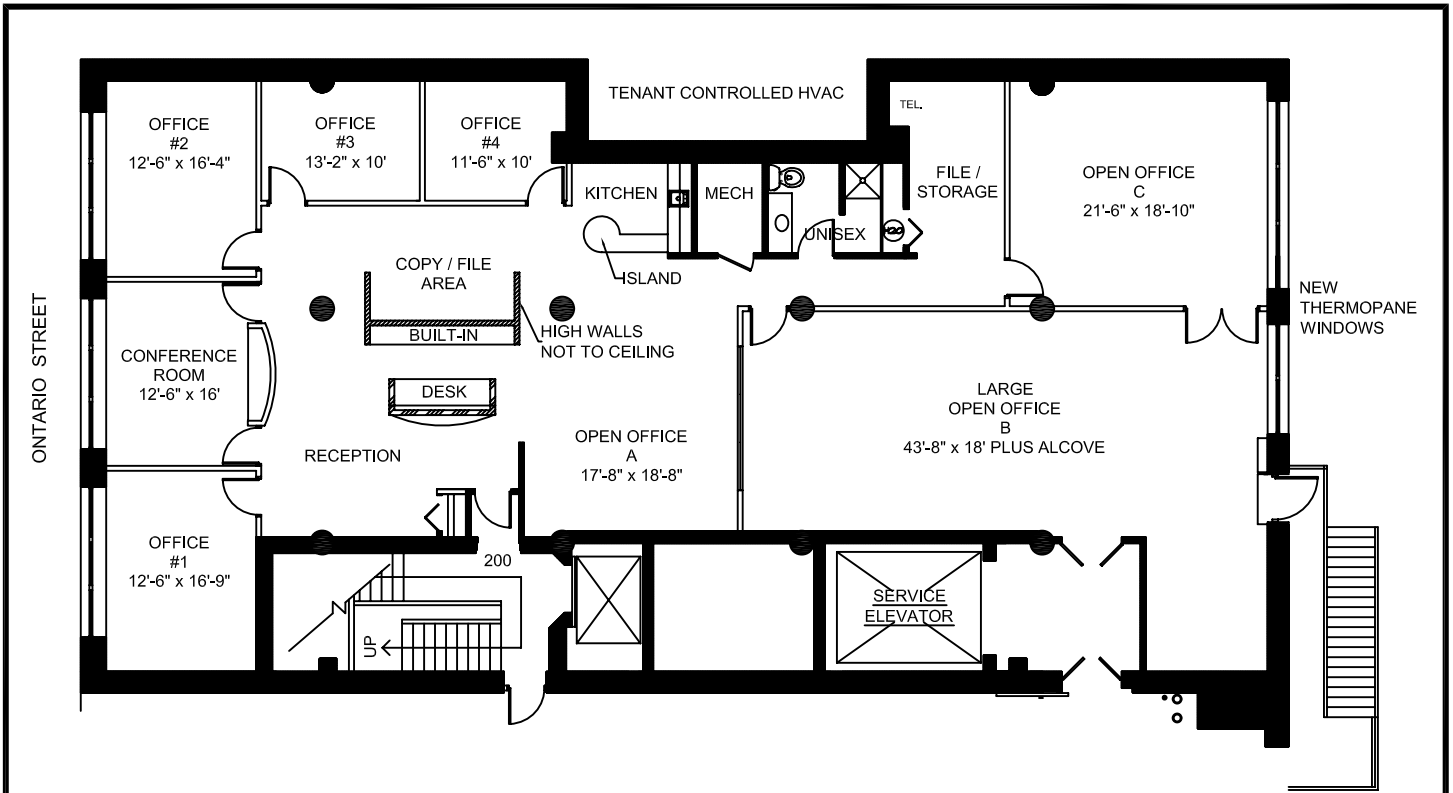 TENANT CONTROLLED HVAC
TEL.
OFFICE
#2
12'-6" x 16'-4"
OFFICE
#3
13'-2" x 10'
OFFICE
#4
11'-6" x 10'
KITCHEN
MECH
UNISEX
H2O
FILE /
STORAGE
OPEN OFFICE
C
21'-6" x 18'-10"
ISLAND
COPY / FILE
AREA
BUILT-IN
HIGH WALLS
NOT TO CEILING
NEW
THERMOPANE
WINDOWS
ONTARIO STREET
CONFERENCE
ROOM
12'-6" x 16'
DESK
RECEPTION
OPEN OFFICE
A
17'-8" x 18'-8"
LARGE
OPEN OFFICE
B
43'-8" x 18' PLUS ALCOVE
OFFICE
#1
12'-6" x 16'-9"
200
UP
SERVICE
ELEVATOR